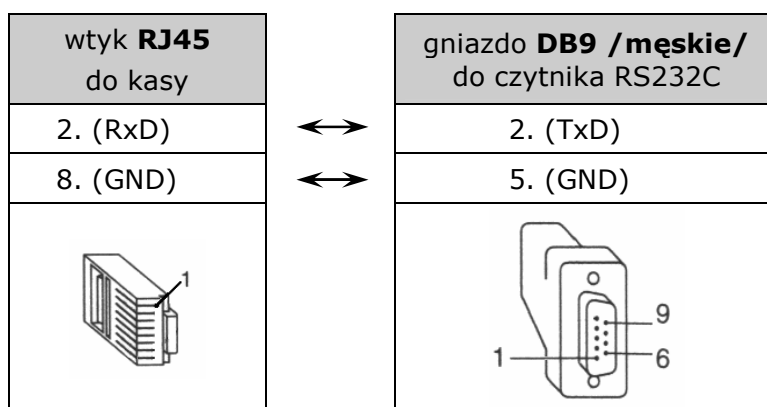 wtyk RJ45
do kasy
gniazdo DB9 /męskie/
do czytnika RS232C
2. (RxD)
2. (TxD)
8. (GND)
5. (GND)
1
9
1
6